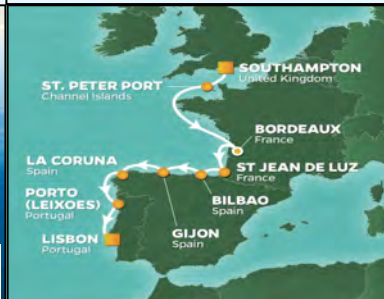 SOUTHAMPTON
United Kingdom
ST. PETER PORT
Channel Islands
BORDEAUX
France
LA CORUNA
Spain
ST JEAN DE LUZ
France
PORTO
(LEIXOES)
Portugal
BILBAO
Spain
GIJON
Spain
LISBON
Portugal